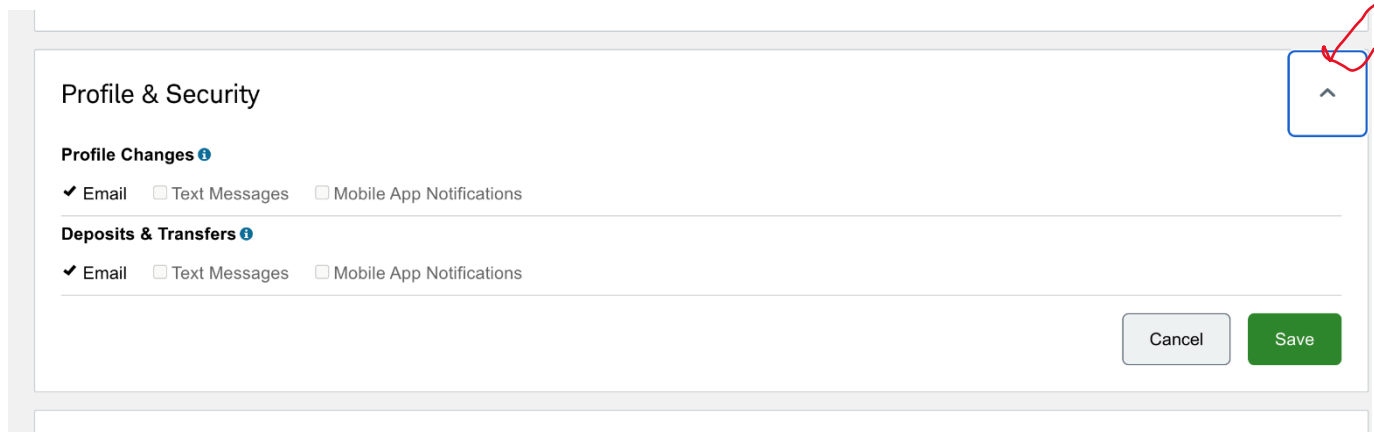 Profile & Security
Profile Changes
Email Text Messages Mobile App Notifications
Deposits & Transfers
Email Text Messages Mobile App Notifications
Cancel Save